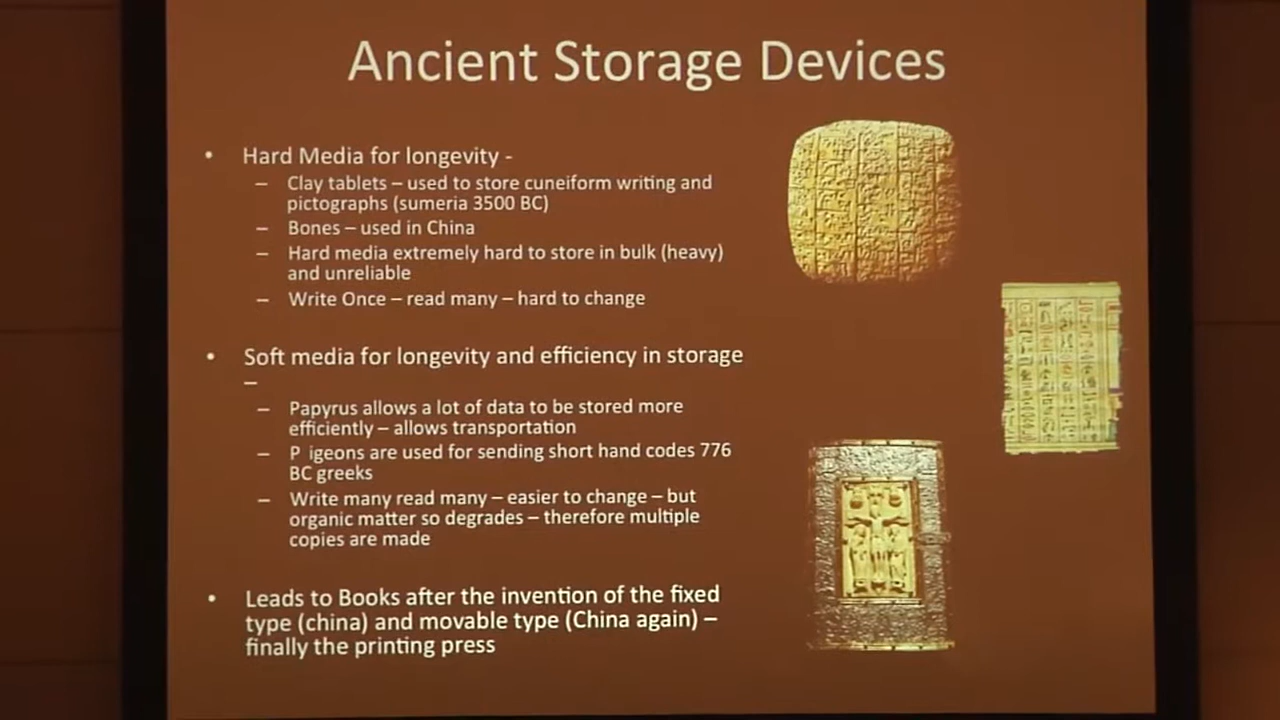 Ancient Storage Devices
• Hard Media for longevity -
– Clay tablets – used to store cuneiform writing and
pictographs (sumeria 3500 BC)
– Bones – used in China
– Hard media extremely hard to store in bulk (heavy)
and unreliable
– Write Once – read many – hard to change
• Soft media for longevity and efficiency in storage
–
– Papyrus allows a lot of data to be stored more
efficiently – allows transportation
– P igeons are used for sending short hand codes 776
BC greeks
– Write many read many – easier to change – but
organic matter so degrades – therefore multiple
copies are made
• Leads to Books after the invention of the fixed
type (china) and movable type (China again) –
finally the printing press